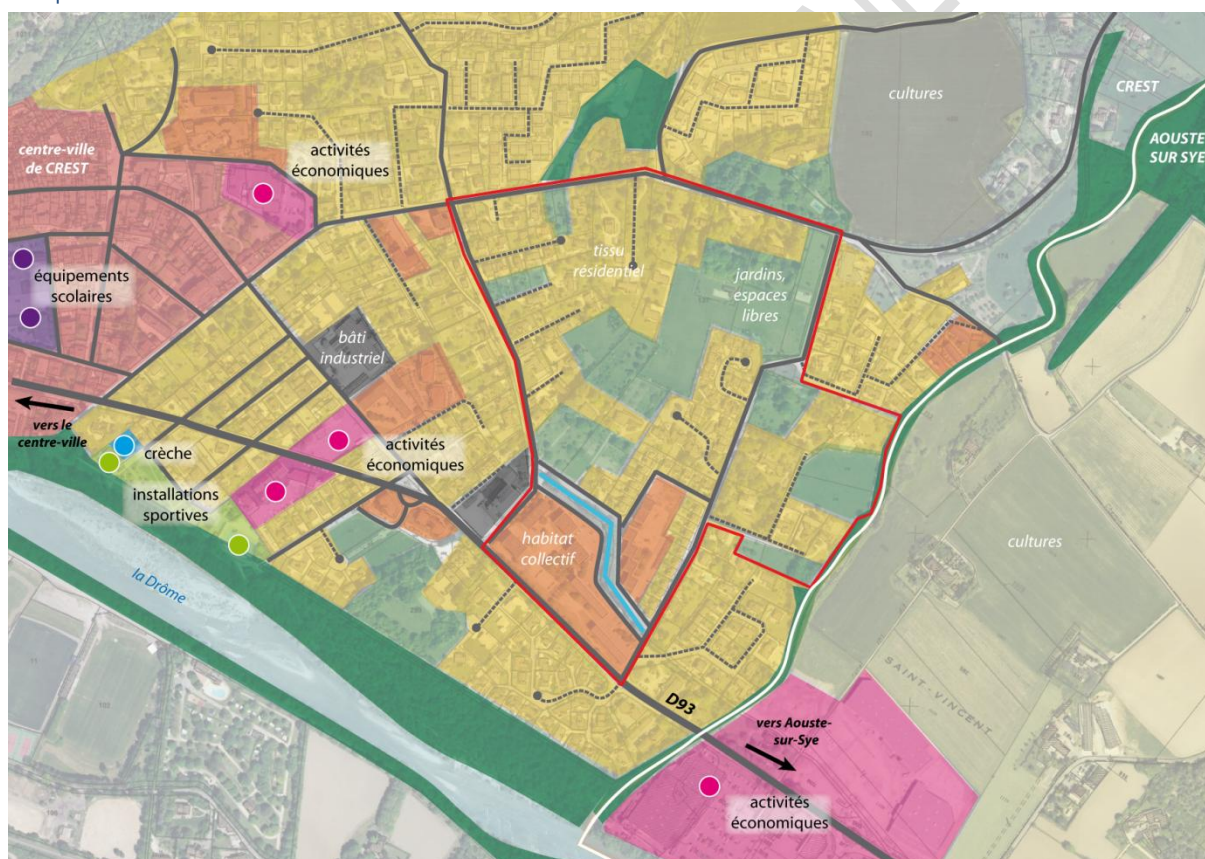 cultures
CREST
AOUSTE
SUR SYE
centre-ville
de CREST
activités
économiques
équipements
scolaires
tissu
résidentiel
jardins,
espaces
libres
bâti
industriel
vers le
centre-ville
crèche
activités
économiques
installations
sportives
habitat
collectif
cultures
la Drôme
D93
SAINT-VINCENT
vers Aouste-
sur-Sye
activités
économiques